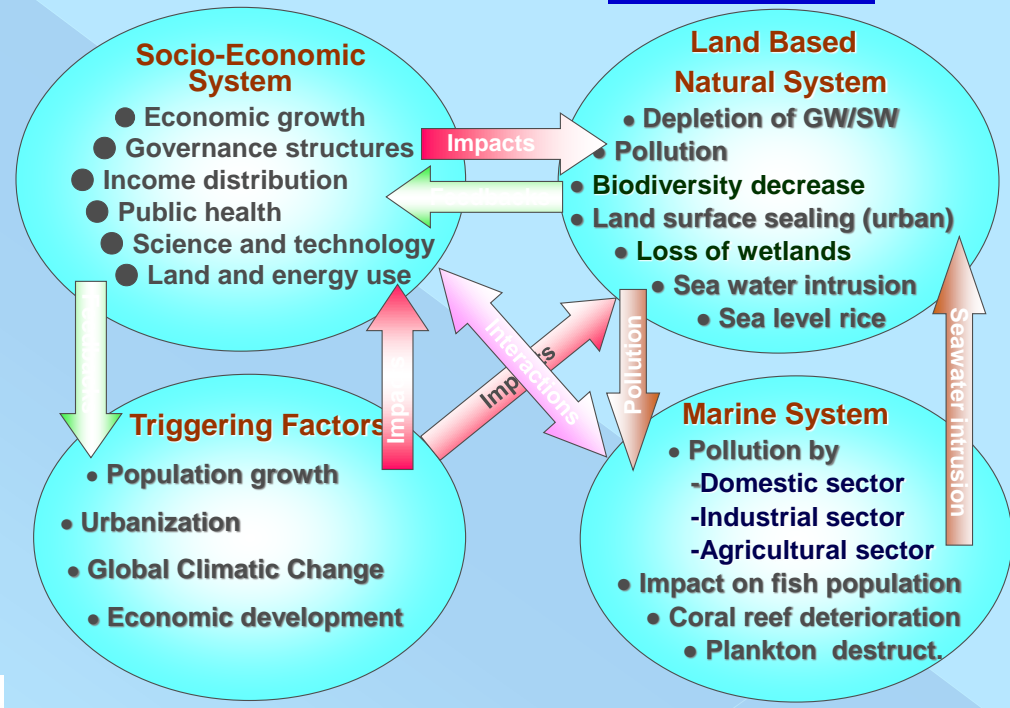 Socio-Economic
System
● Economic growth
● Governance structures
● Income distribution
● Public health
● Science and technology
● Land and energy use
Impacts
Land Based
Natural System
● Depletion of GW/SW
● Pollution
● Biodiversity decrease
● Land surface sealing (urban)
● Loss of wetlands
● Sea water intrusion
● Sea level rice
Impacts
Impacts
Interactions
Pollution
Seawater intrusion
Triggering Factors
● Population growth
● Urbanization
● Global Climatic Change
● Economic development
Marine System
● Pollution by
-Domestic sector
-Industrial sector
-Agricultural sector
● Impact on fish population
● Coral reef deterioration
● Plankton destruct.